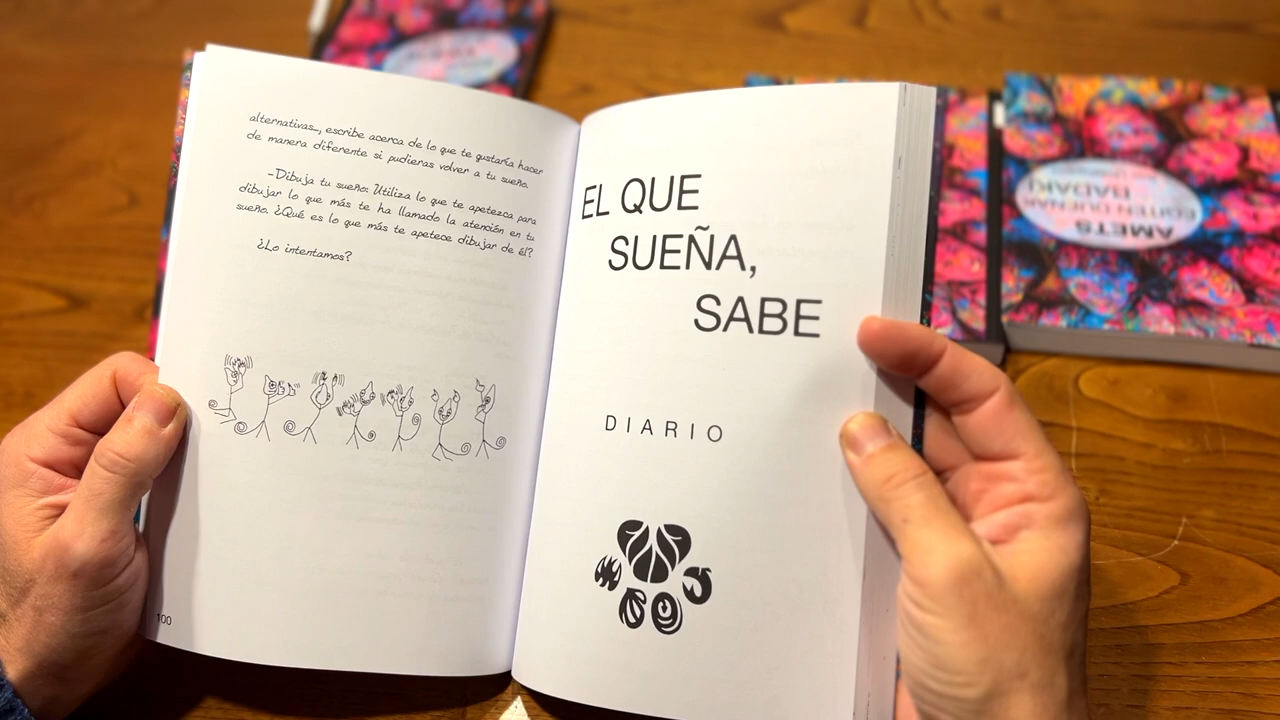 alternativas..., escribe acerca de lo que te gustaría hacer
de manera diferente si pudieras volver a tu sueño.
-Dibuja tu sueño: Utiliza lo que te apetezca para
dibujar lo que más te ha llamado la atención en tu
sueño. ¿Qué es lo que más te apetece dibujar de él?
¿Lo intentamos?
100
EL QUE
SUEÑA,
SABE
DIARIO
AMETS
EGITEN DUENAK
BADAKI